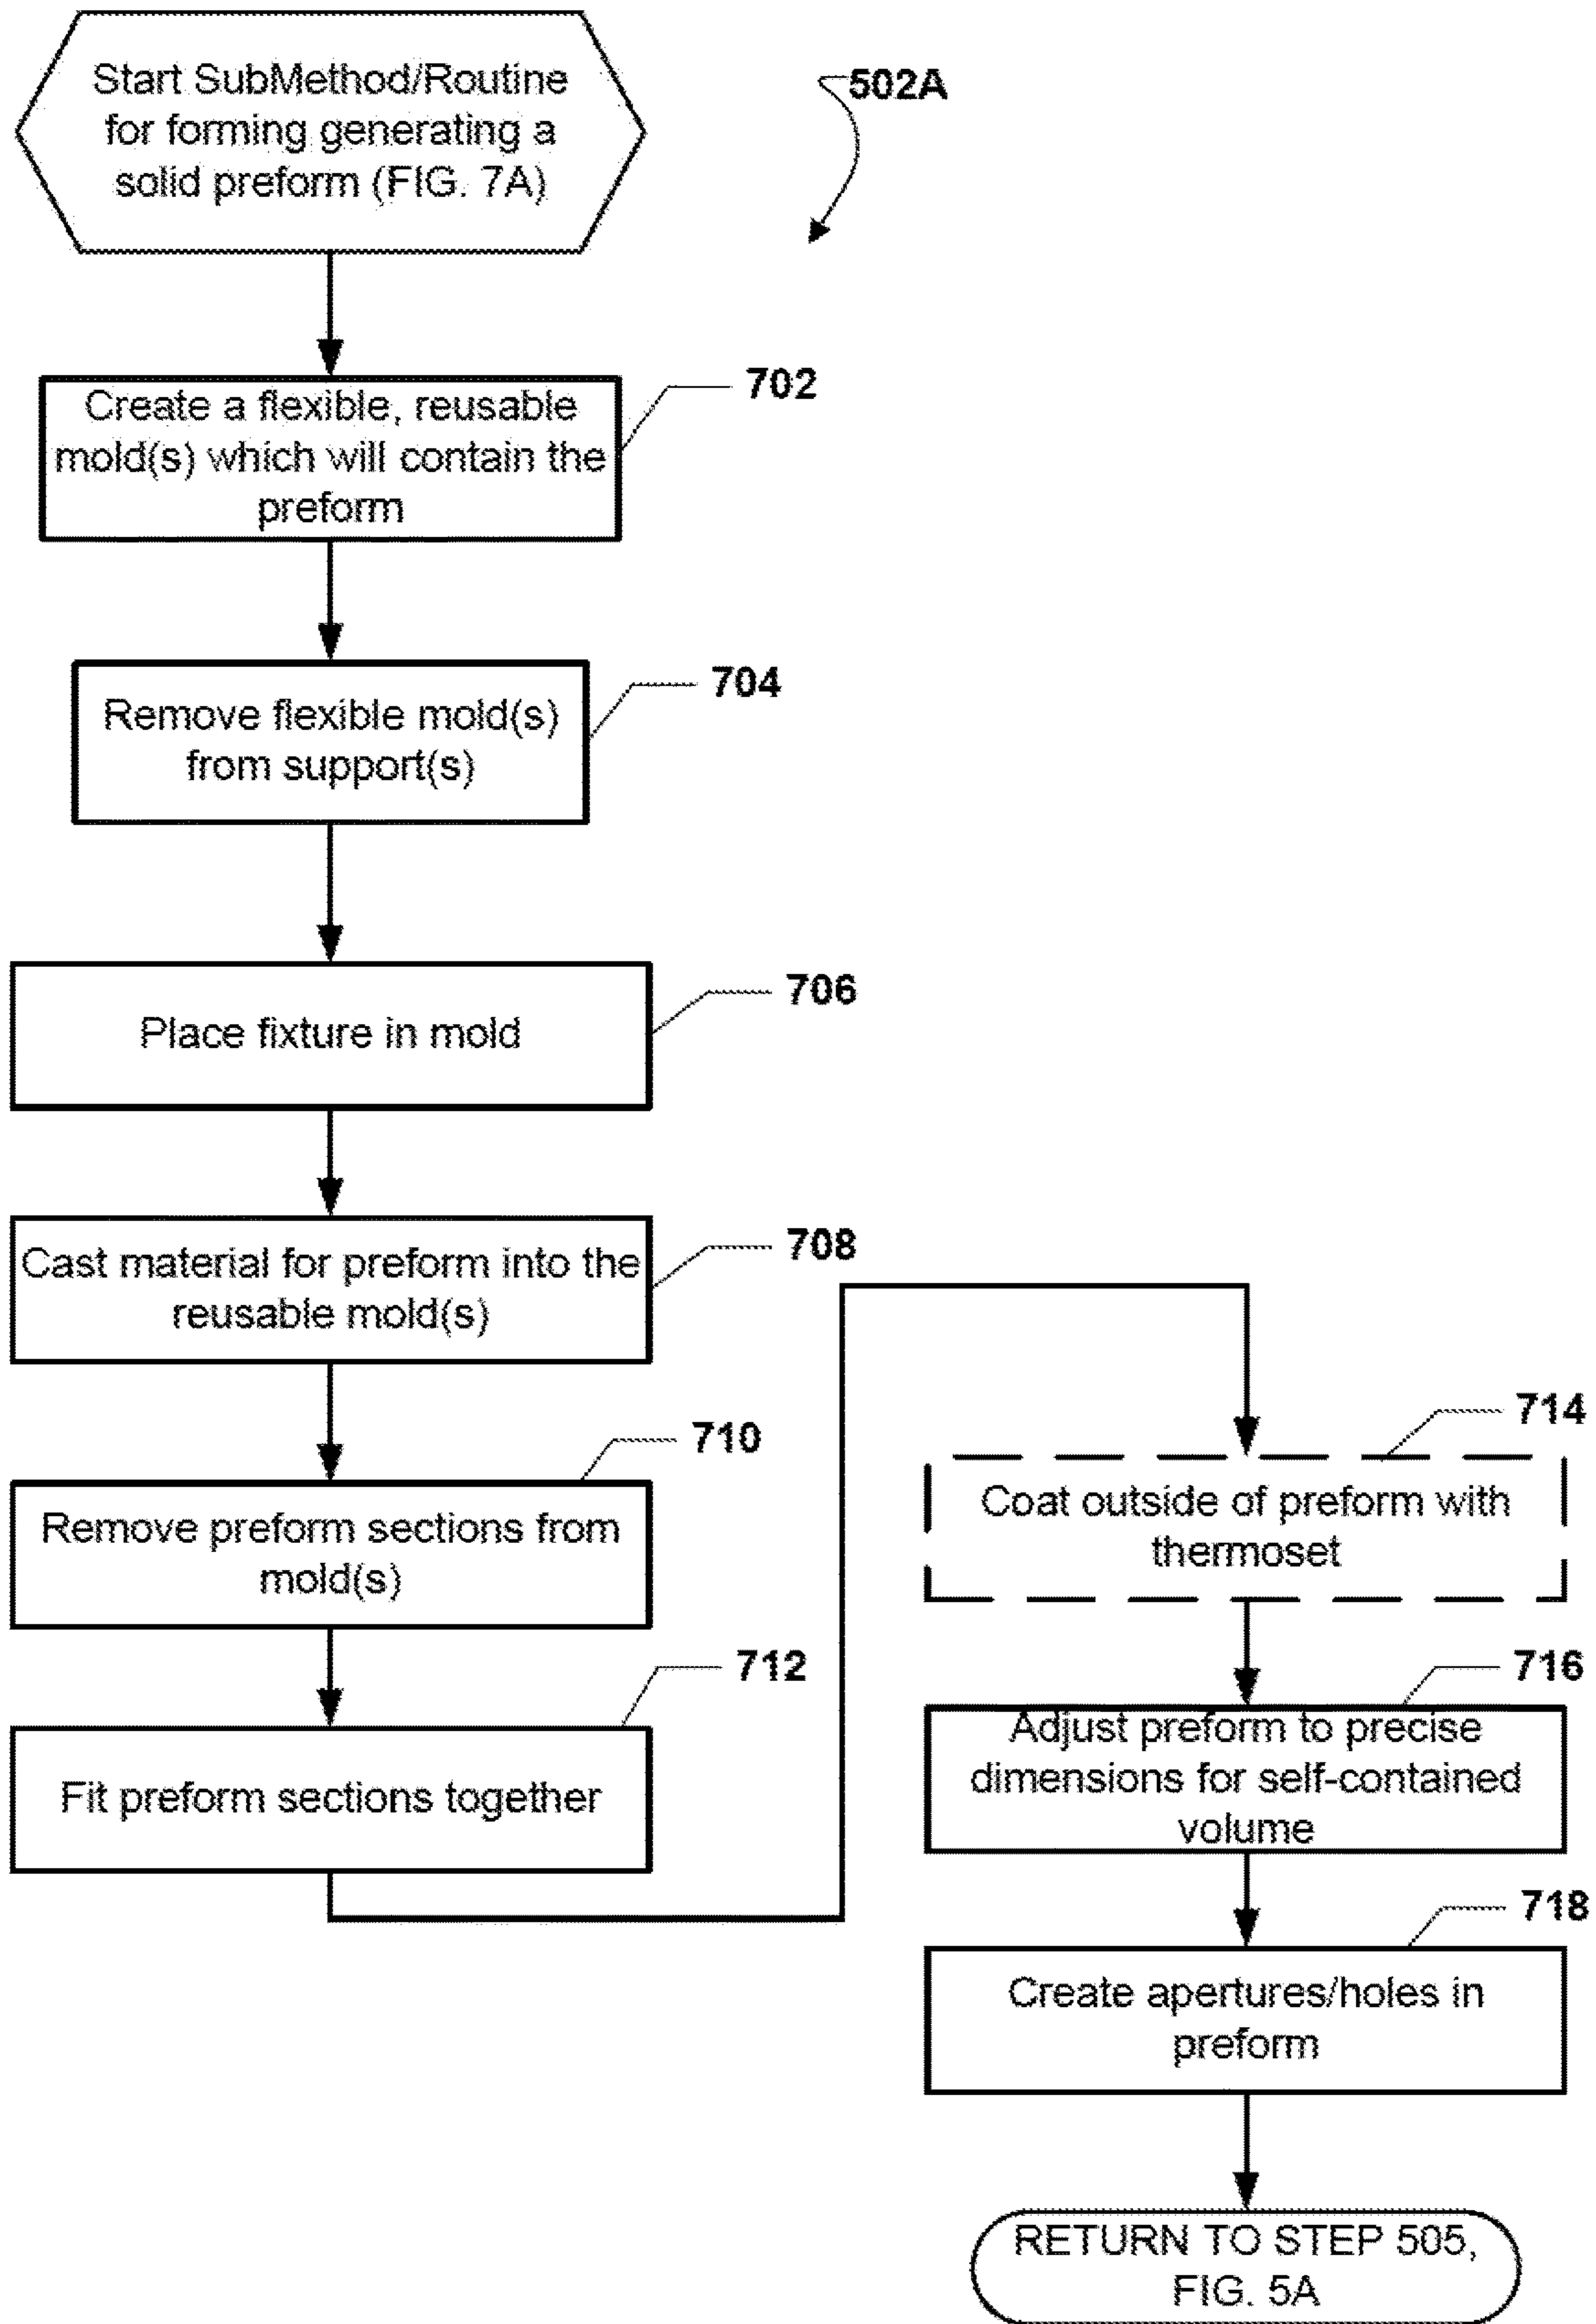 Start SubMethod/Routine
for forming generating a
solid preform (FIG. 7A)
502A
702
Create a flexible, reusable
mold(s) which will contain the
preform
704
Remove flexible mold(s)
from support(s)
706
Place fixture in mold
708
Cast material for preform into the
reusable mold(s)
710
Remove preform sections from
mold(s)
712
Fit preform sections together
714
Coat outside of preform with
thermoset
716
Adjust preform to precise
dimensions for self-contained
volume
718
Create apertures/holes in
preform
RETURN TO STEP 505,
FIG. 5A